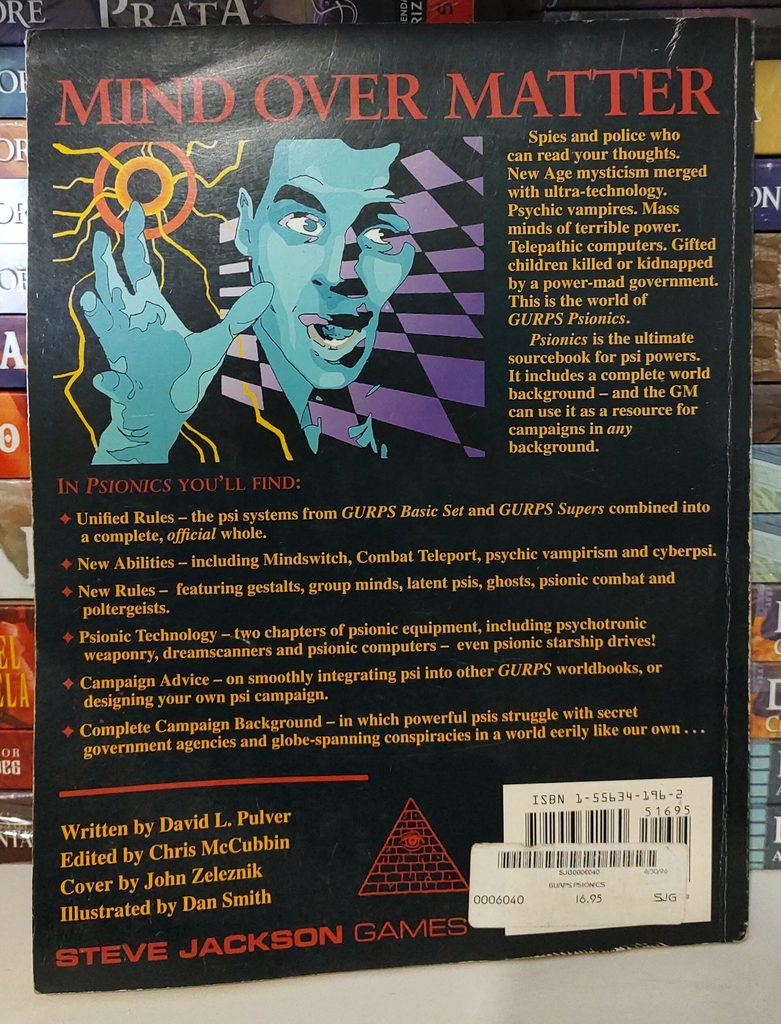 PRATA
MIND OVER MATTER
Spies and police who
can read your thoughts.
New Age mysticism merged
with ultra-technology.
Psychic vampires. Mass
minds of terrible power.
Telepathic computers. Gifted
children killed or kidnapped
by a power-mad government.
This is the world of
GURPS Psionics.
Psionics is the ultimate
sourcebook for psi powers.
It includes a complete world
background – and the GM
can use it as a resource for
campaigns in any
background.
IN PSIONICS YOU'LL FIND:
✦ Unified Rules – the psi systems from GURPS Basic Set and GURPS Supers combined into
a complete, official whole.
✦ New Abilities – including Mindswitch, Combat Teleport, psychic vampirism and cyberpsi.
✦ New Rules – featuring gestalts, group minds, latent psis, ghosts, psionic combat and
poltergeists.
✦ Psionic Technology – two chapters of psionic equipment, including psychotronic
weaponry, dreamscanners and psionic computers – even psionic starship drives!
✦ Campaign Advice – on smoothly integrating psi into other GURPS worldbooks, or
designing your own psi campaign.
✦ Complete Campaign Background – in which powerful psis struggle with secret
government agencies and globe-spanning conspiracies in a world eerily like our own . . .
Written by David L. Pulver
Edited by Chris McCubbin
Cover by John Zeleznik
Illustrated by Dan Smith
STEVE JACKSON GAMES
ISBN 1-55634-196-2
51695
SJG0006040
GURPS PSIONICS
0006040 16.95 SJG